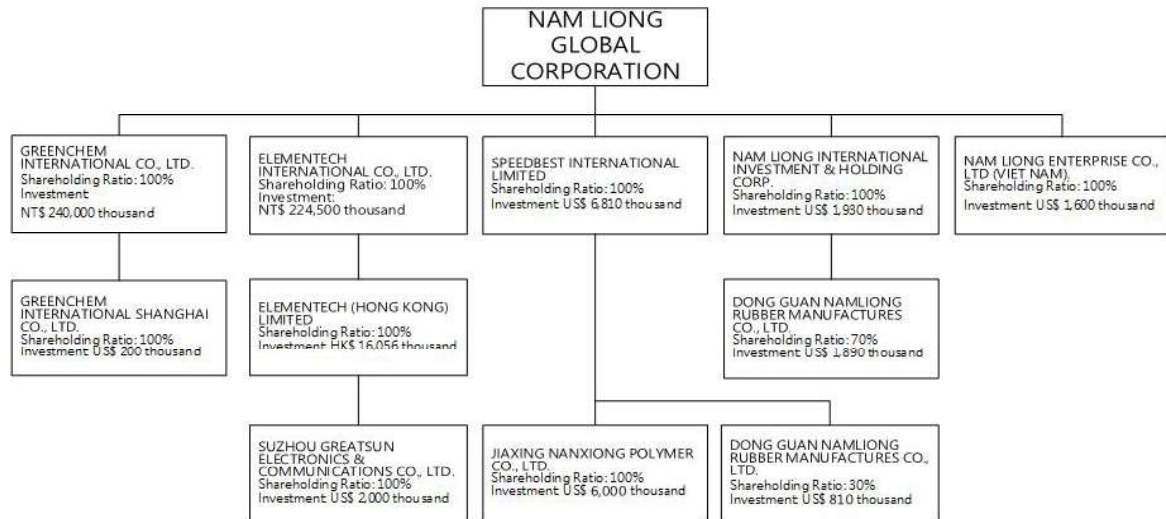 NAM LIONG
GLOBAL
CORPORATION
GREENCHEM
INTERNATIONAL CO., LTD.
Shareholding Ratio: 100%
Investment:
NT$ 240,000 thousand
ELEMENTECH
INTERNATIONAL CO., LTD.
Shareholding Ratio: 100%
Investment:
NT$ 224,500 thousand
SPEEDBEST INTERNATIONAL
LIMITED
Shareholding Ratio: 100%
Investment: US$ 6,810 thousand
NAM LIONG INTERNATIONAL
INVESTMENT & HOLDING
CORP.
Shareholding Ratio: 100%
Investment: US$ 1,930 thousand
NAM LIONG ENTERPRISE CO.,
LTD (VIET NAM).
Shareholding Ratio: 100%
Investment: US$ 1,600 thousand
GREENCHEM
INTERNATIONAL SHANGHAI
CO., LTD.
Shareholding Ratio: 100%
Investment: US$ 200 thousand
ELEMENTECH (HONG KONG)
LIMITED
Shareholding Ratio: 100%
Investment: HK$ 16,056 thousand
DONG GUAN NAMLIONG
RUBBER MANUFACTURES
CO., LTD.
Shareholding Ratio: 70%
Investment: US$ 1,890 thousand
SUZHOU GREATSUN
ELECTRONICS &
COMMUNICATIONS CO., LTD.
Shareholding Ratio: 100%
Investment: US$ 2,000 thousand
JIAXING NANXIONG POLYMER
CO., LTD.
Shareholding Ratio: 100%
Investment: US$ 6,000 thousand
DONG GUAN NAMLIONG
RUBBER MANUFACTURES CO.,
LTD.
Shareholding Ratio: 30%
Investment: US$ 810 thousand